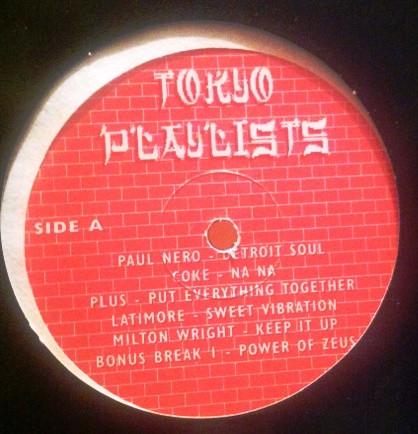 TOKYO
PLAYLISTS
SIDE A
PAUL NERO - DETROIT SOUL
COKE - NA NA
PLUS - PUT EVERYTHING TOGETHER
LATIMORE - SWEET VIBRATION
MILTON WRIGHT - KEEP IT UP
BONUS BREAK 1 - POWER OF ZEUS